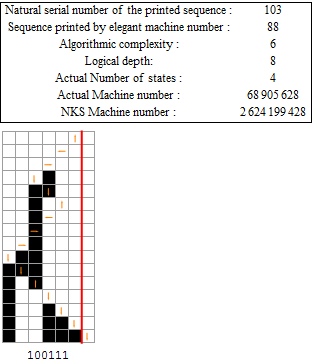 Natural serial number of the printed sequence : 103
Sequence printed by elegant machine number : 88
Algorithmic complexity : 6
Logical depth: 8
Actual Number of states : 4
Actual Machine number : 68 905 628
NKS Machine number : 2 624 199 428
100111